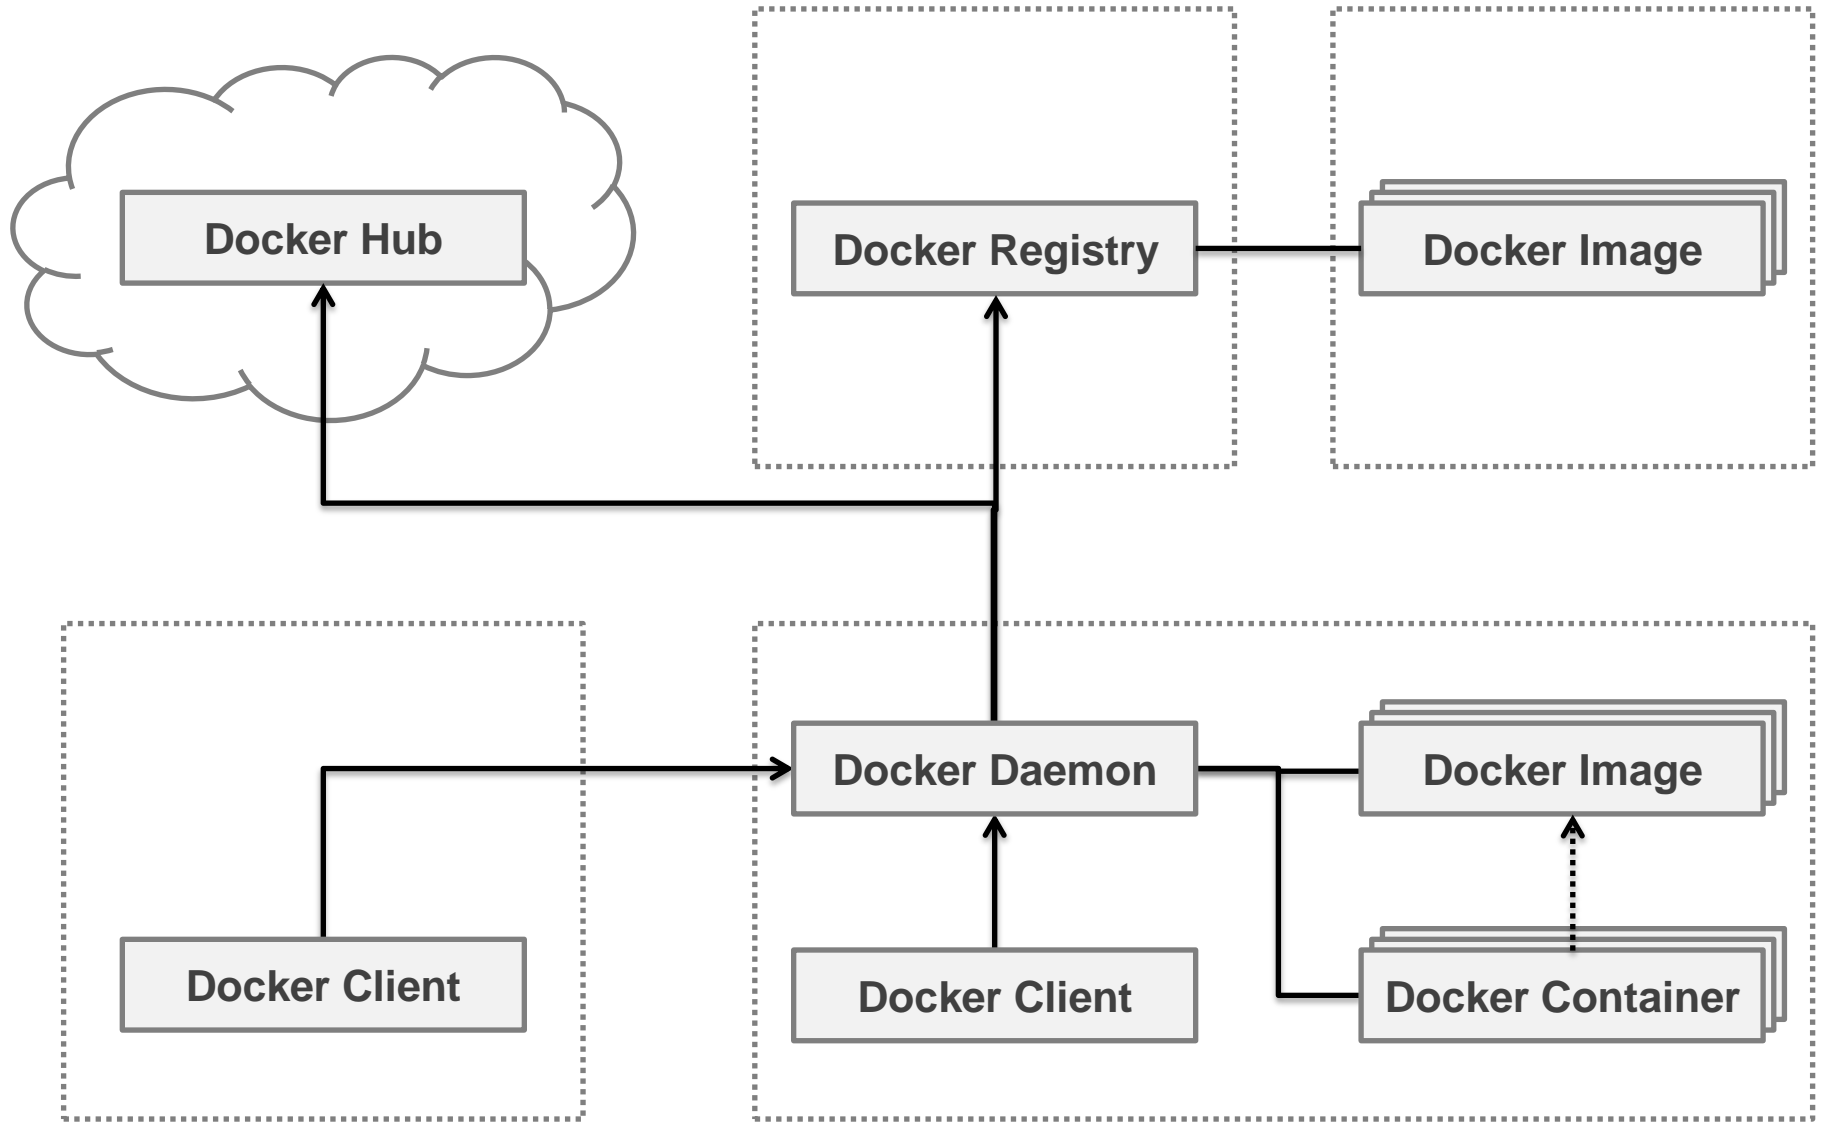 Docker Hub
Docker Registry
Docker Image
Docker Daemon
Docker Image
Docker Client
Docker Client
Docker Container